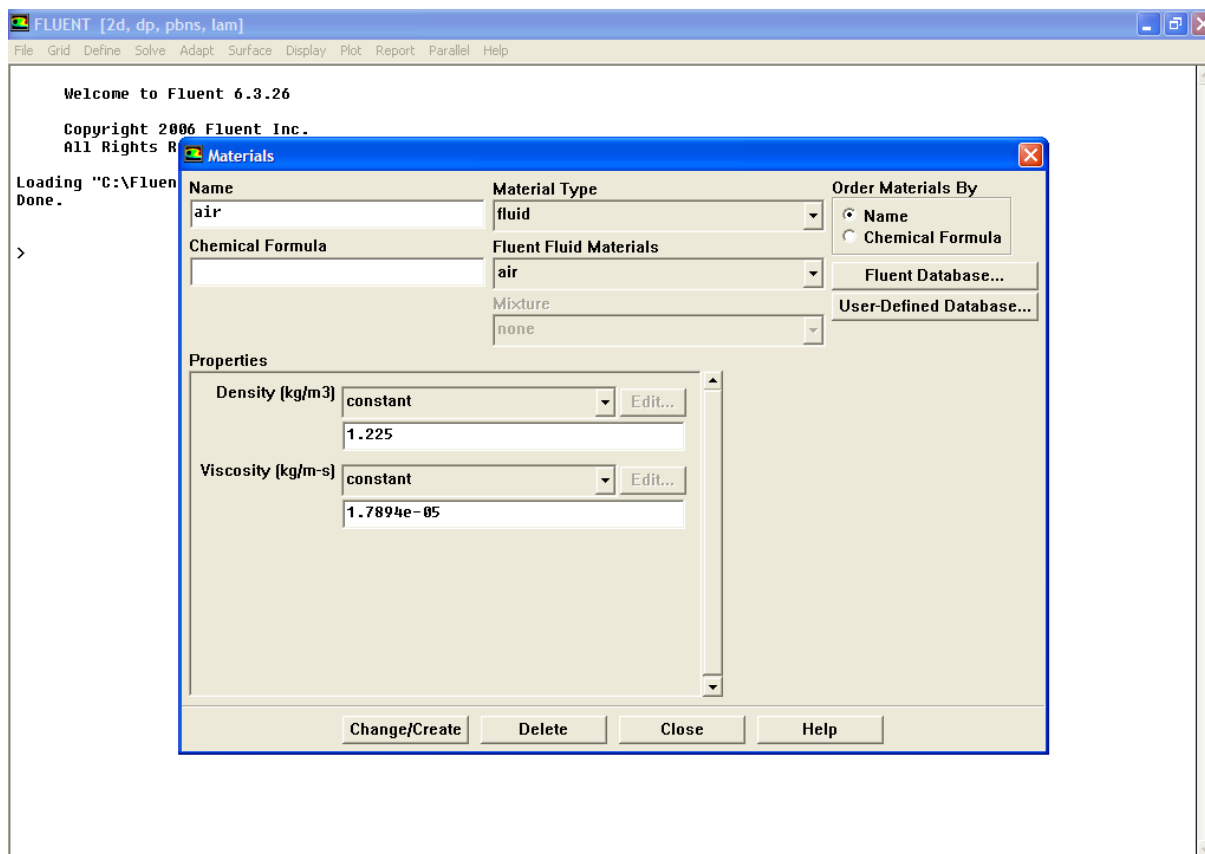 FLUENT [2d, dp, pbns, lam]
File Grid Define Solve Adapt Surface Display Plot Report Parallel Help
Welcome to Fluent 6.3.26
Copyright 2006 Fluent Inc.
All Rights R
Loading "C:\Fluen
Done.
>
Materials
Name
air
Chemical Formula
Material Type
fluid
Fluent Fluid Materials
air
Mixture
none
Order Materials By
Name
Chemical Formula
Fluent Database...
User-Defined Database...
Properties
Density (kg/m3) constant Edit...
1.225
Viscosity (kg/m-s) constant Edit...
1.7894e-05
Change/Create Delete Close Help